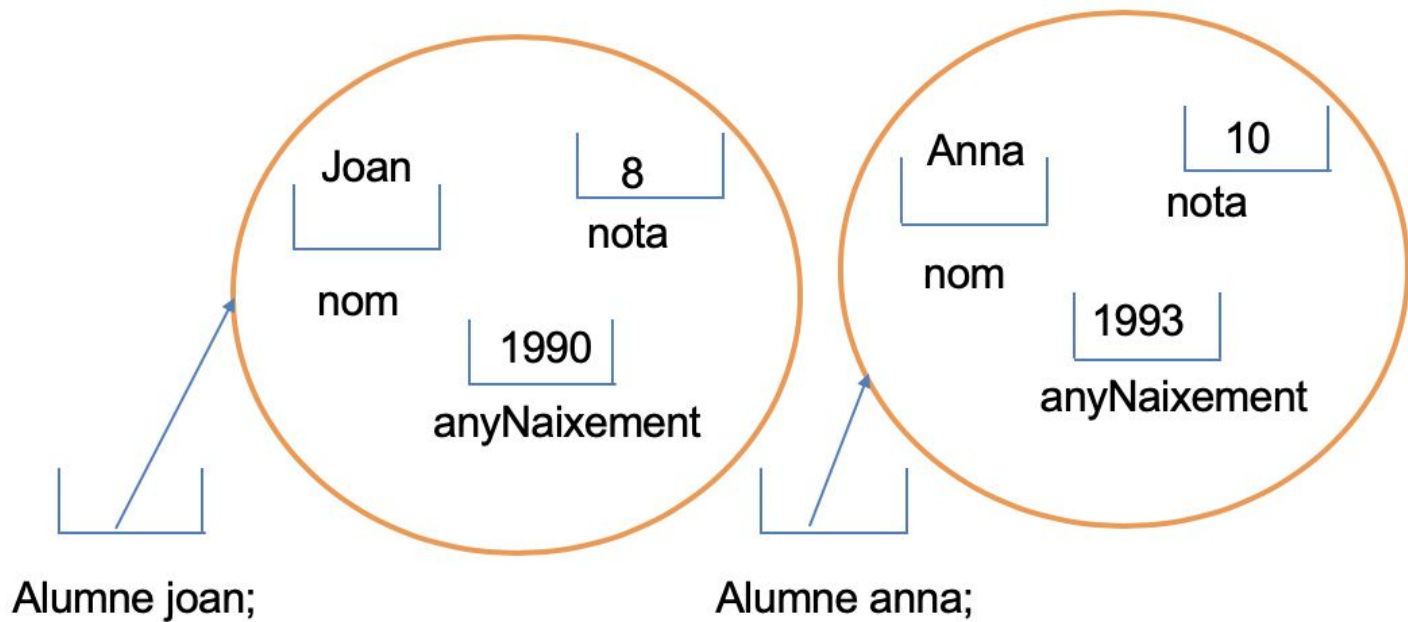 Joan
8
nota
nom
1990
anyNaixement
Alumne joan;
Anna
10
nota
nom
1993
anyNaixement
Alumne anna;